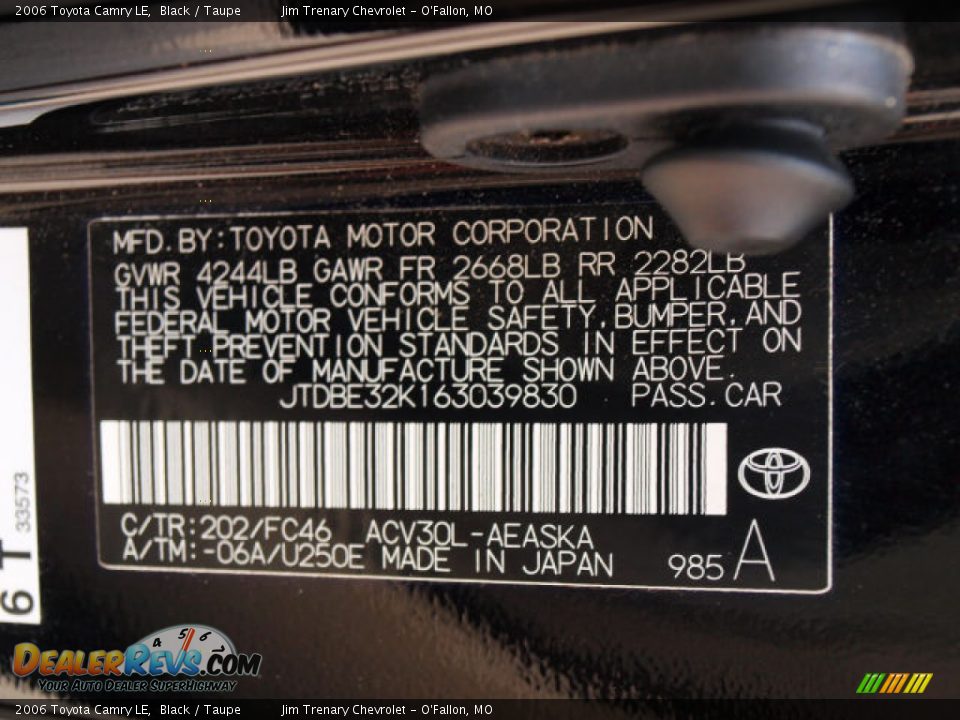 2006 Toyota Camry LE,  Black / Taupe        Jim Trenary Chevrolet - O'Fallon, MO
MFD.BY:TOYOTA MOTOR CORPORATION
GVWR 4244LB GAWR FR 2668LB RR 2282LB
THIS VEHICLE CONFORMS TO ALL APPLICABLE
FEDERAL MOTOR VEHICLE SAFETY,BUMPER,AND
THEFT PREVENTION STANDARDS IN EFFECT ON
THE DATE OF MANUFACTURE SHOWN ABOVE.
JTDBE32K163039830   PASS.CAR
C/TR:202/FC46   ACV30L-AEASKA
A/TM:-06A/U250E MADE IN JAPAN   985 A
33573
4 5 6
DEALERREVS.COM
YOUR AUTO DEALER SUPERHIGHWAY
2006 Toyota Camry LE,  Black / Taupe        Jim Trenary Chevrolet - O'Fallon, MO